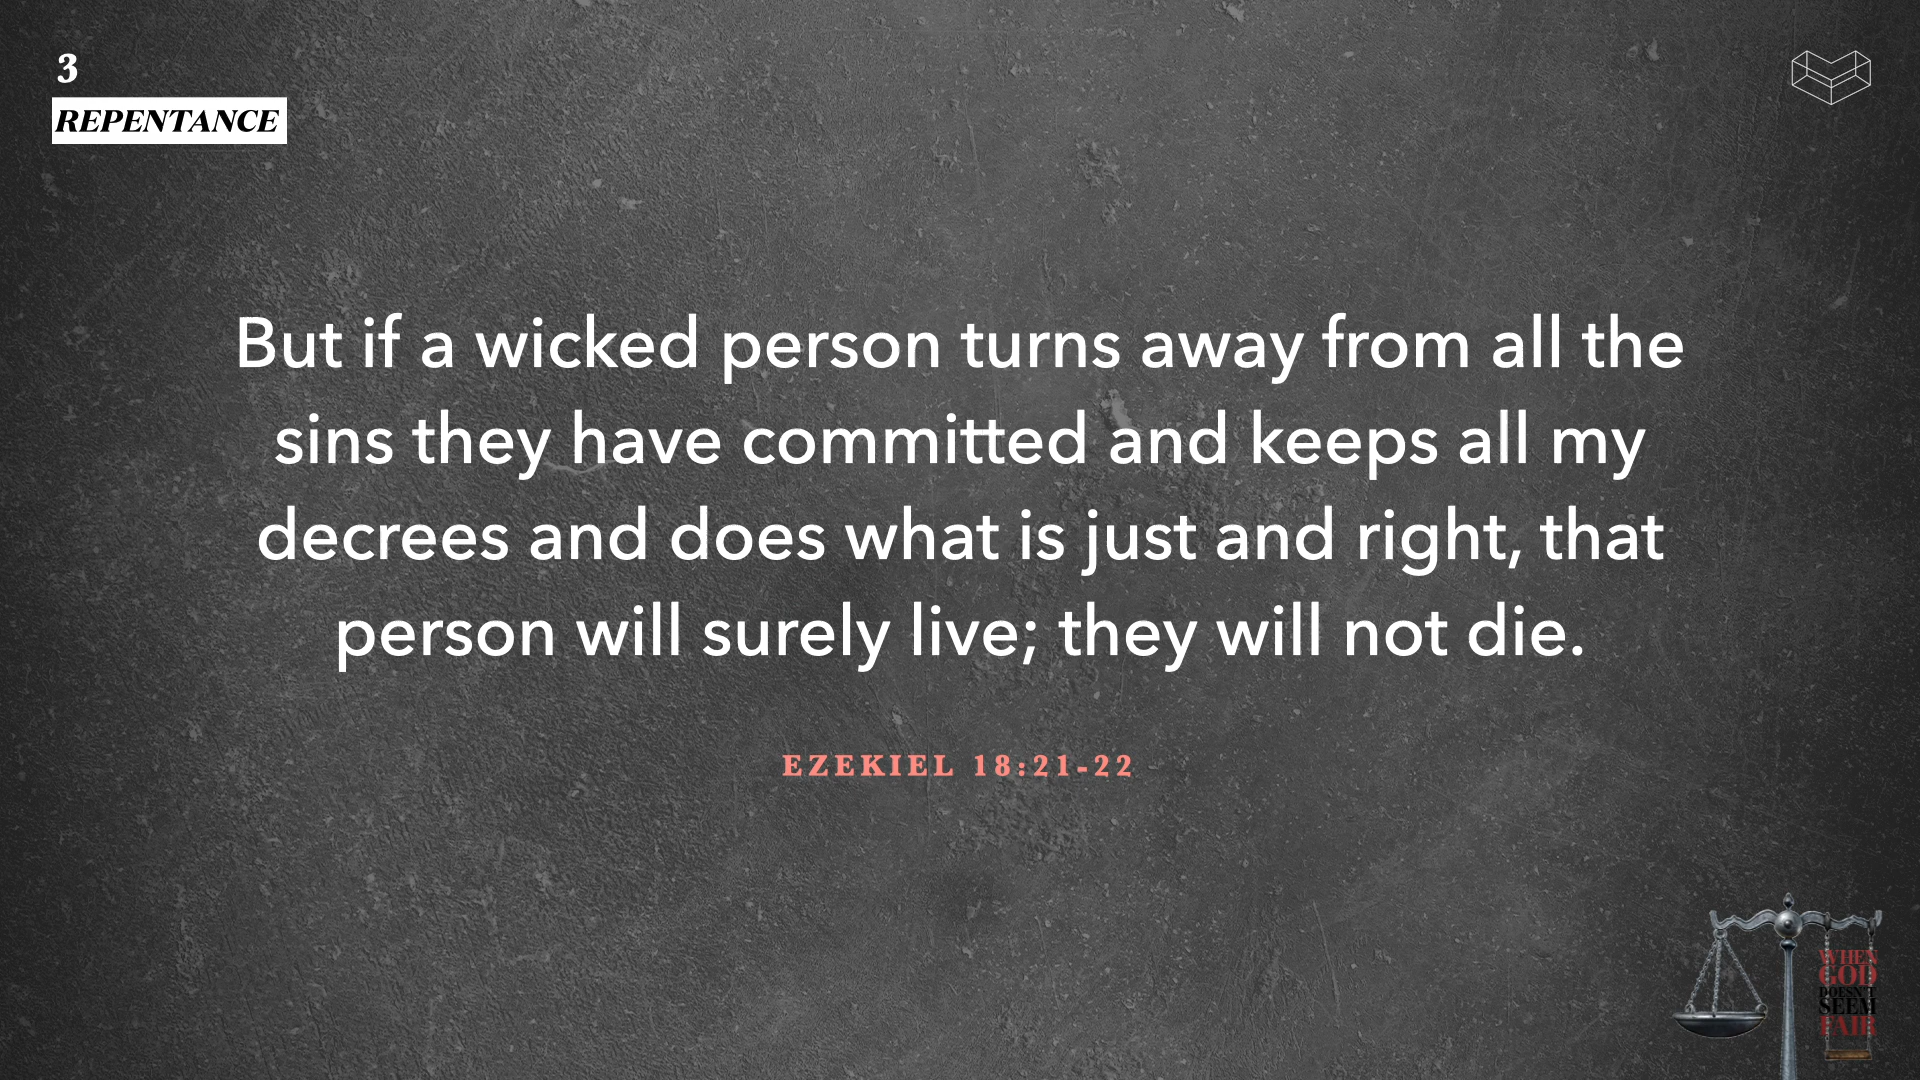 3
REPENTANCE
But if a wicked person turns away from all the
sins they have committed and keeps all my
decrees and does what is just and right, that
person will surely live; they will not die.
EZEKIEL 18:21-22
WHEN
GOD
DOESN'T
SEEM
FAIR